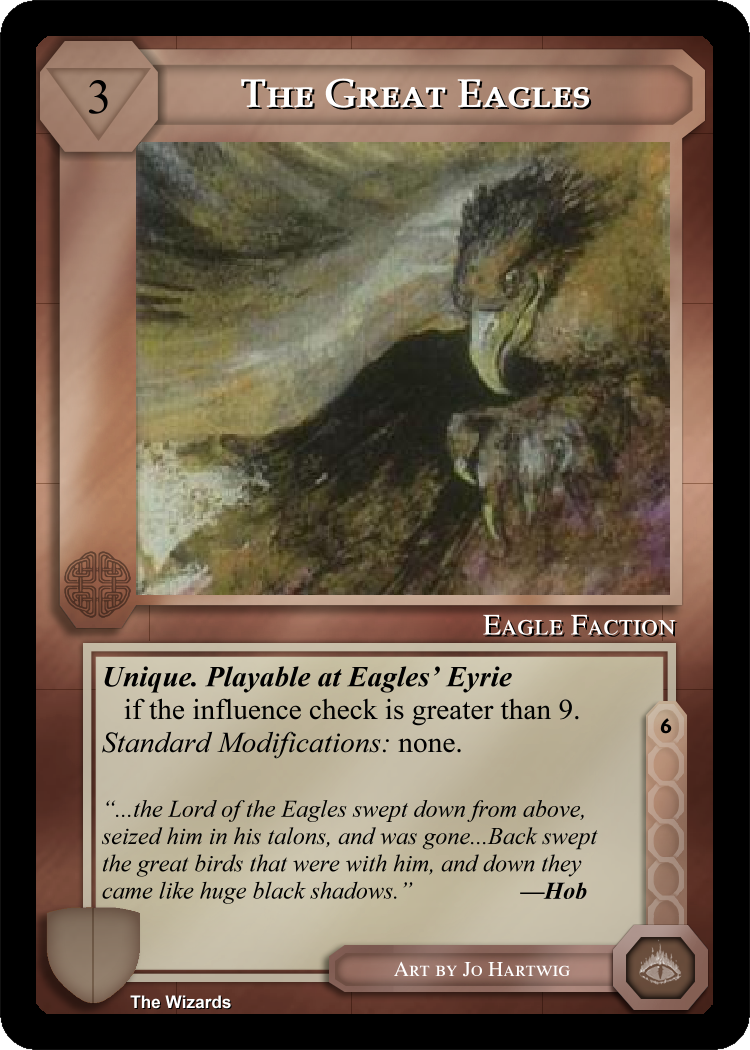 3
The Great Eagles
Eagle Faction
Unique. Playable at Eagles’ Eyrie
if the influence check is greater than 9.
Standard Modifications: none.
6
“...the Lord of the Eagles swept down from above,
seized him in his talons, and was gone...Back swept
the great birds that were with him, and down they
came like huge black shadows.” —Hob
Art by Jo Hartwig
The Wizards